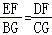 EF/BG = DF/CG